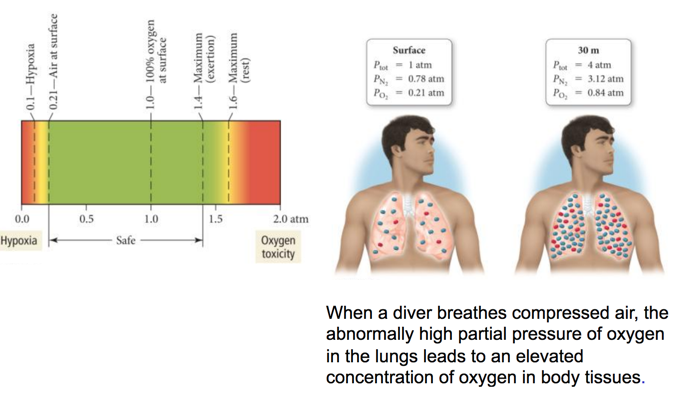 0.1—Hypoxia
0.21—Air at surface
1.0—100% oxygen
at surface
1.4—Maximum
(exertion)
1.6—Maximum
(rest)
0.0 0.5 1.0 1.5 2.0 atm
Hypoxia
Safe
Oxygen
toxicity
Surface
Ptot = 1 atm
PN2 = 0.78 atm
PO2 = 0.21 atm
30 m
Ptot = 4 atm
PN2 = 3.12 atm
PO2 = 0.84 atm
When a diver breathes compressed air, the
abnormally high partial pressure of oxygen
in the lungs leads to an elevated
concentration of oxygen in body tissues.